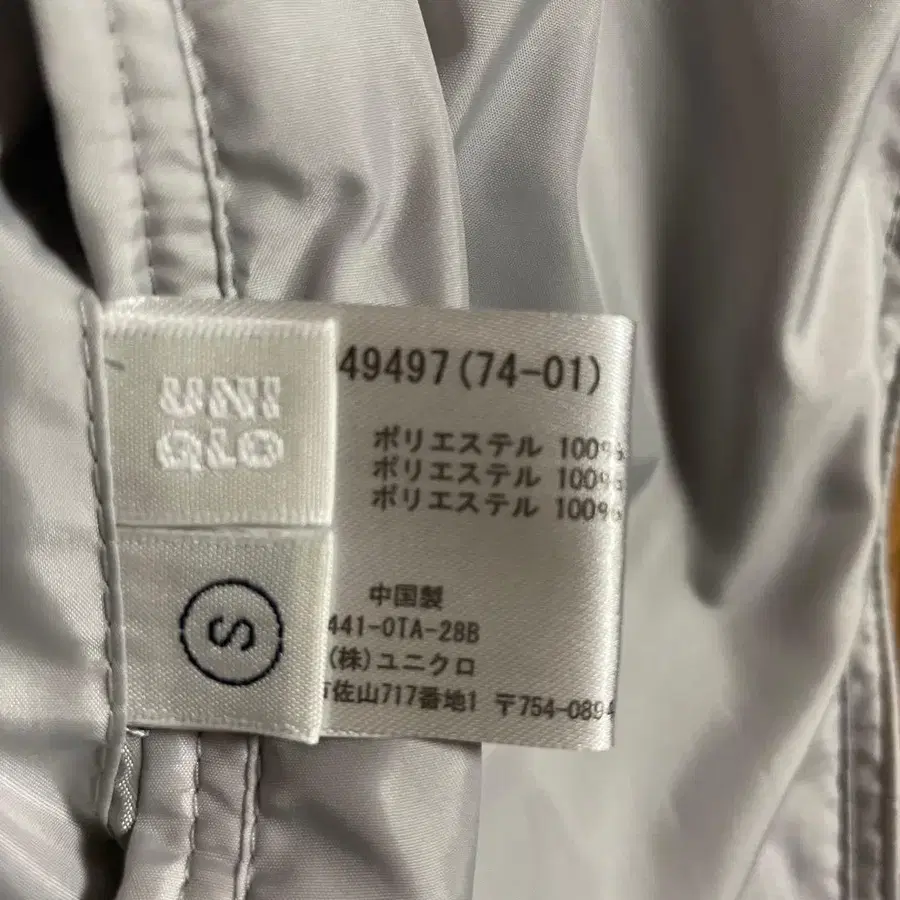 UNI
QLO
S
49497(74-01)
ポリエステル 100%
ポリエステル 100%
ポリエステル 100%
中国製
441-OTA-28B
(株)ユニクロ
佐山717番地1 〒754-0894